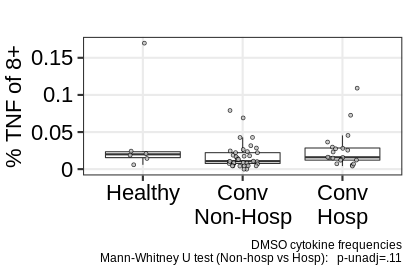 % TNF of 8+
0.15
0.1
0.05
0
Healthy
Conv
Non-Hosp
Conv
Hosp
DMSO cytokine frequencies
Mann-Whitney U test (Non-hosp vs Hosp): p-unadj=.11